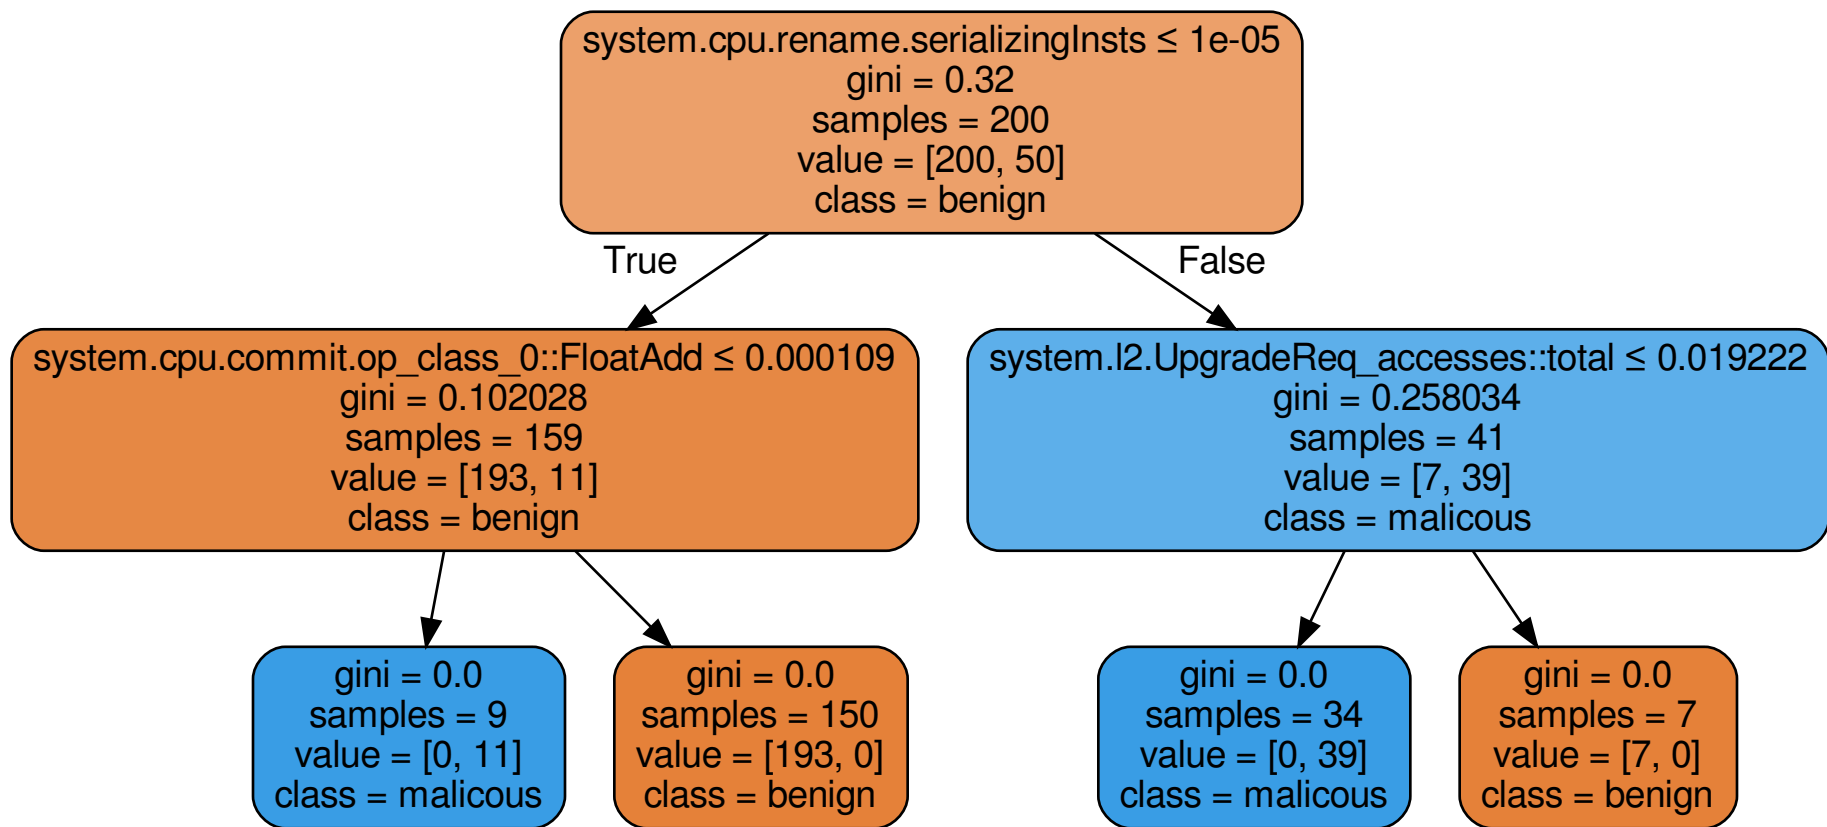 system.cpu.rename.serializingInsts ≤ 1e-05
gini = 0.32
samples = 200
value = [200, 50]
class = benign
True
False
system.cpu.commit.op_class_0::FloatAdd ≤ 0.000109
gini = 0.102028
samples = 159
value = [193, 11]
class = benign
system.l2.UpgradeReq_accesses::total ≤ 0.019222
gini = 0.258034
samples = 41
value = [7, 39]
class = malicous
gini = 0.0
samples = 9
value = [0, 11]
class = malicous
gini = 0.0
samples = 150
value = [193, 0]
class = benign
gini = 0.0
samples = 34
value = [0, 39]
class = malicous
gini = 0.0
samples = 7
value = [7, 0]
class = benign